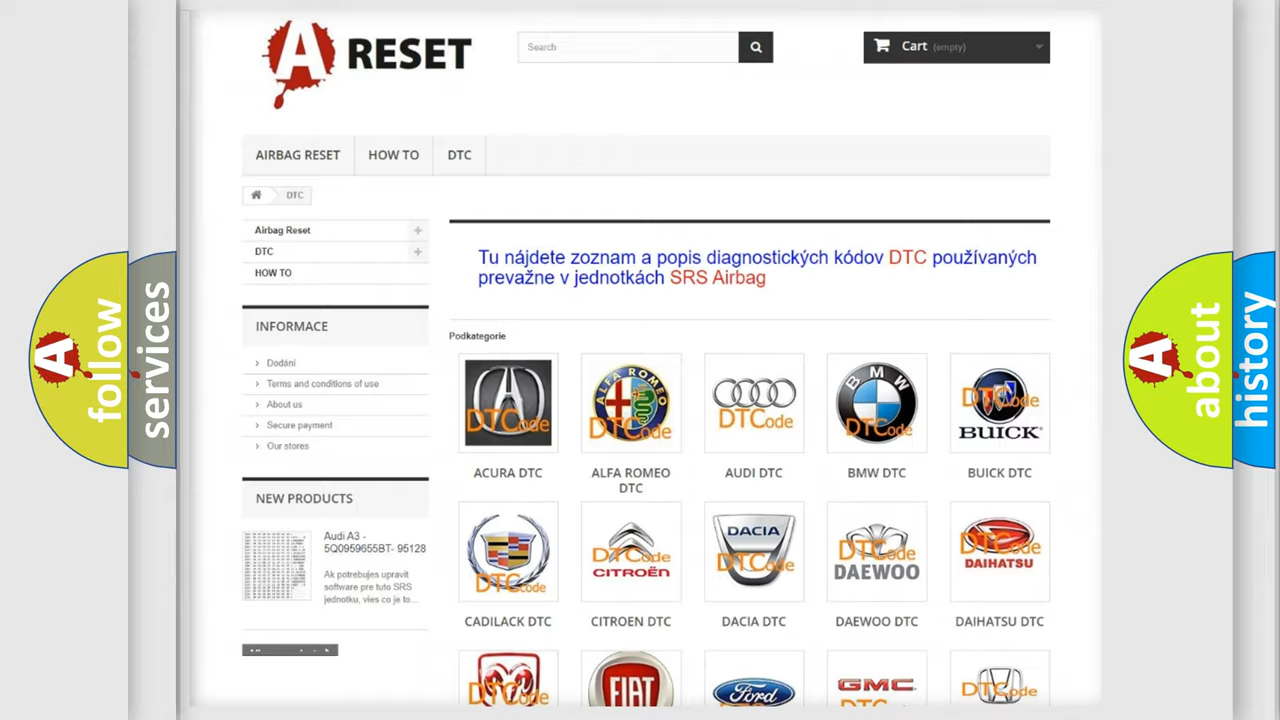 A RESET
Search
Cart (empty)
AIRBAG RESET
HOW TO
DTC
DTC
Airbag Reset
DTC
HOW TO
INFORMACE
Dodání
Terms and conditions of use
About us
Secure payment
Our stores
NEW PRODUCTS
Audi A3 -
5Q0959655BT- 95128
Ak potrebujes upravit
software pre tuto SRS
jednotku, vies co je to...
Tu nájdete zoznam a popis diagnostických kódov DTC používaných
prevažne v jednotkách SRS Airbag
Podkategorie
DTCode
ALFA ROMEO
DTCode
DTCode
BMW
DTCode
DTCode
BUICK
ACURA DTC
ALFA ROMEO
DTC
AUDI DTC
BMW DTC
BUICK DTC
DTCode
DTCode
CITROËN
DACIA
DTCode
DTCode
DAEWOO
DTCode
DAIHATSU
CADILACK DTC
CITROEN DTC
DACIA DTC
DAEWOO DTC
DAIHATSU DTC
DTCode
FIAT
Ford
GMC
DTCode
A follow
services
A about
history